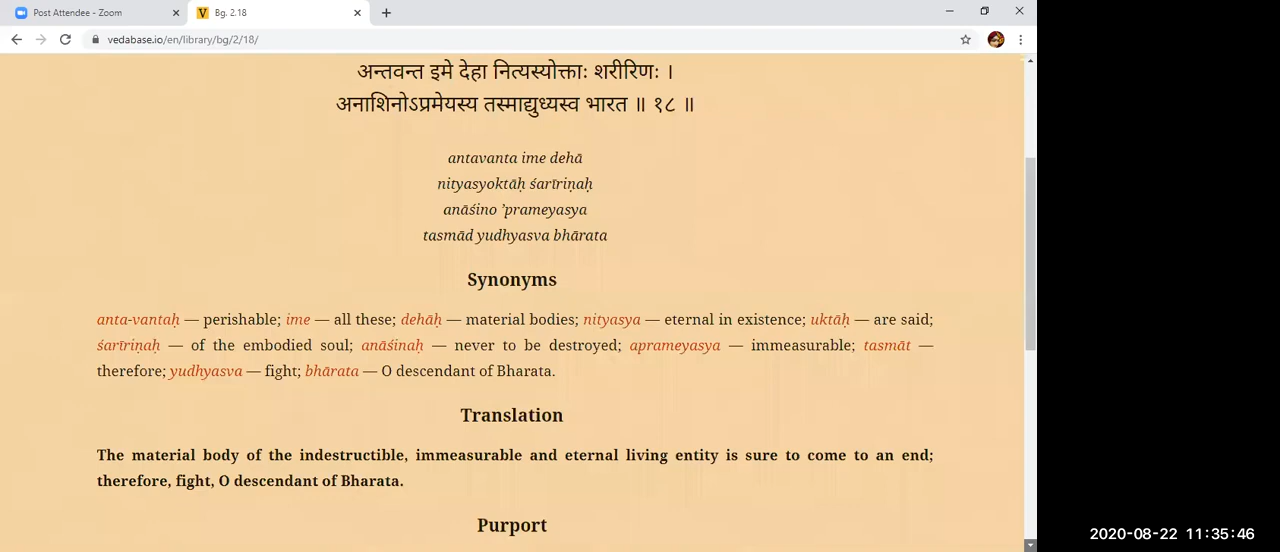 Post Attendee - Zoom
Bg. 2.18
vedabase.io/en/library/bg/2/18/
अन्तवन्त इमे देहा नित्यस्योक्ताः शरीरिणः ।
अनाशिनोऽप्रमेयस्य तस्माद्युध्यस्व भारत ॥ १८ ॥
antavanta ime dehā
nityasyoktāḥ śarīriṇaḥ
anāśino ’prameyasya
tasmād yudhyasva bhārata
Synonyms
anta-vantaḥ — perishable; ime — all these; dehāḥ — material bodies; nityasya — eternal in existence; uktāḥ — are said;
śarīriṇaḥ — of the embodied soul; anāśinaḥ — never to be destroyed; aprameyasya — immeasurable; tasmāt —
therefore; yudhyasva — fight; bhārata — O descendant of Bharata.
Translation
The material body of the indestructible, immeasurable and eternal living entity is sure to come to an end;
therefore, fight, O descendant of Bharata.
Purport
2020-08-22 11:35:46